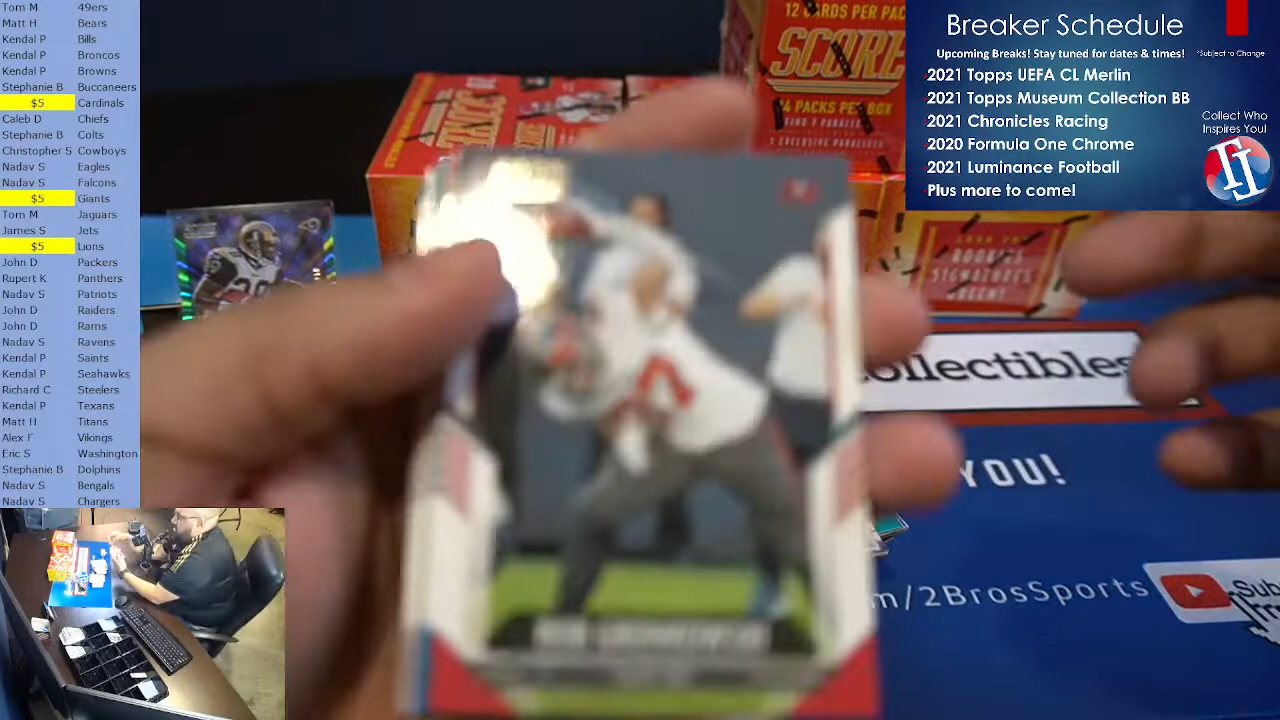 Tom M 49ers
Matt H Bears
Kendal P Bills
Kendal P Broncos
Kendal P Browns
Stephanie B Buccaneers
$5 Cardinals
Caleb D Chiefs
Stephanie B Colts
Christopher S Cowboys
Nadav S Eagles
Nadav S Falcons
$5 Giants
Tom M Jaguars
James S Jets
$5 Lions
John D Packers
Rupert K Panthers
Nadav S Patriots
John D Raiders
John D Rams
Nadav S Ravens
Kendal P Saints
Kendal P Seahawks
Richard C Steelers
Kendal P Texans
Matt H Titans
Alex F Vikings
Eric S Washington
Stephanie B Dolphins
Nadav S Bengals
Nadav S Chargers
12 CARDS PER PAC
SCORE
24 PACKS PER BOX
SCORE
ROOKIES
SIGNATURES
Breaker Schedule
Upcoming Breaks! Stay tuned for dates & times!
*Subject to Change
2021 Topps UEFA CL Merlin
2021 Topps Museum Collection BB
2021 Chronicles Racing
2020 Formula One Chrome
2021 Luminance Football
Plus more to come!
Collect Who
Inspires You!
ollectibles
YOU!
m/2BrosSports
Sub